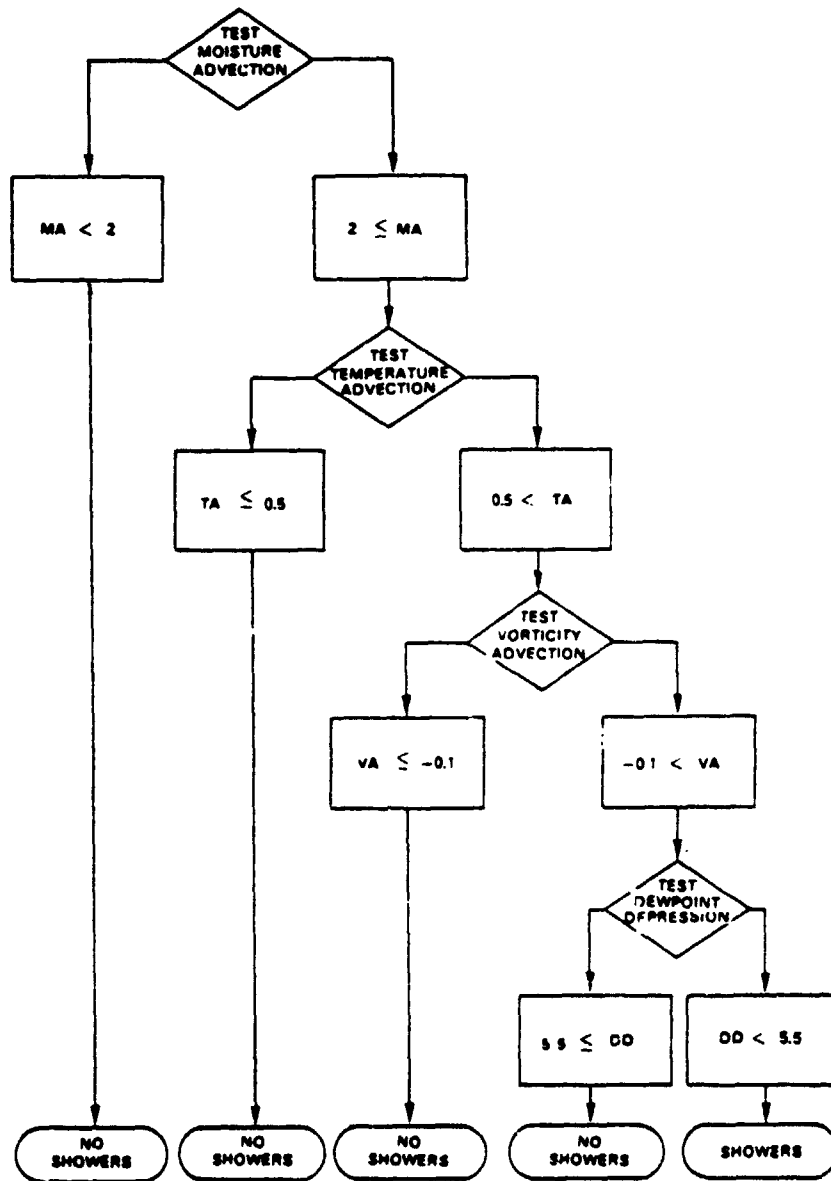 TEST
MOISTURE
ADVECTION
MA < 2
2 ≤ MA
TEST
TEMPERATURE
ADVECTION
TA ≤ 0.5
0.5 < TA
TEST
VORTICITY
ADVECTION
VA ≤ -0.1
-0.1 < VA
TEST
DEWPOINT
DEPRESSION
5.5 ≤ DD
DD < 5.5
NO
SHOWERS
NO
SHOWERS
NO
SHOWERS
NO
SHOWERS
SHOWERS